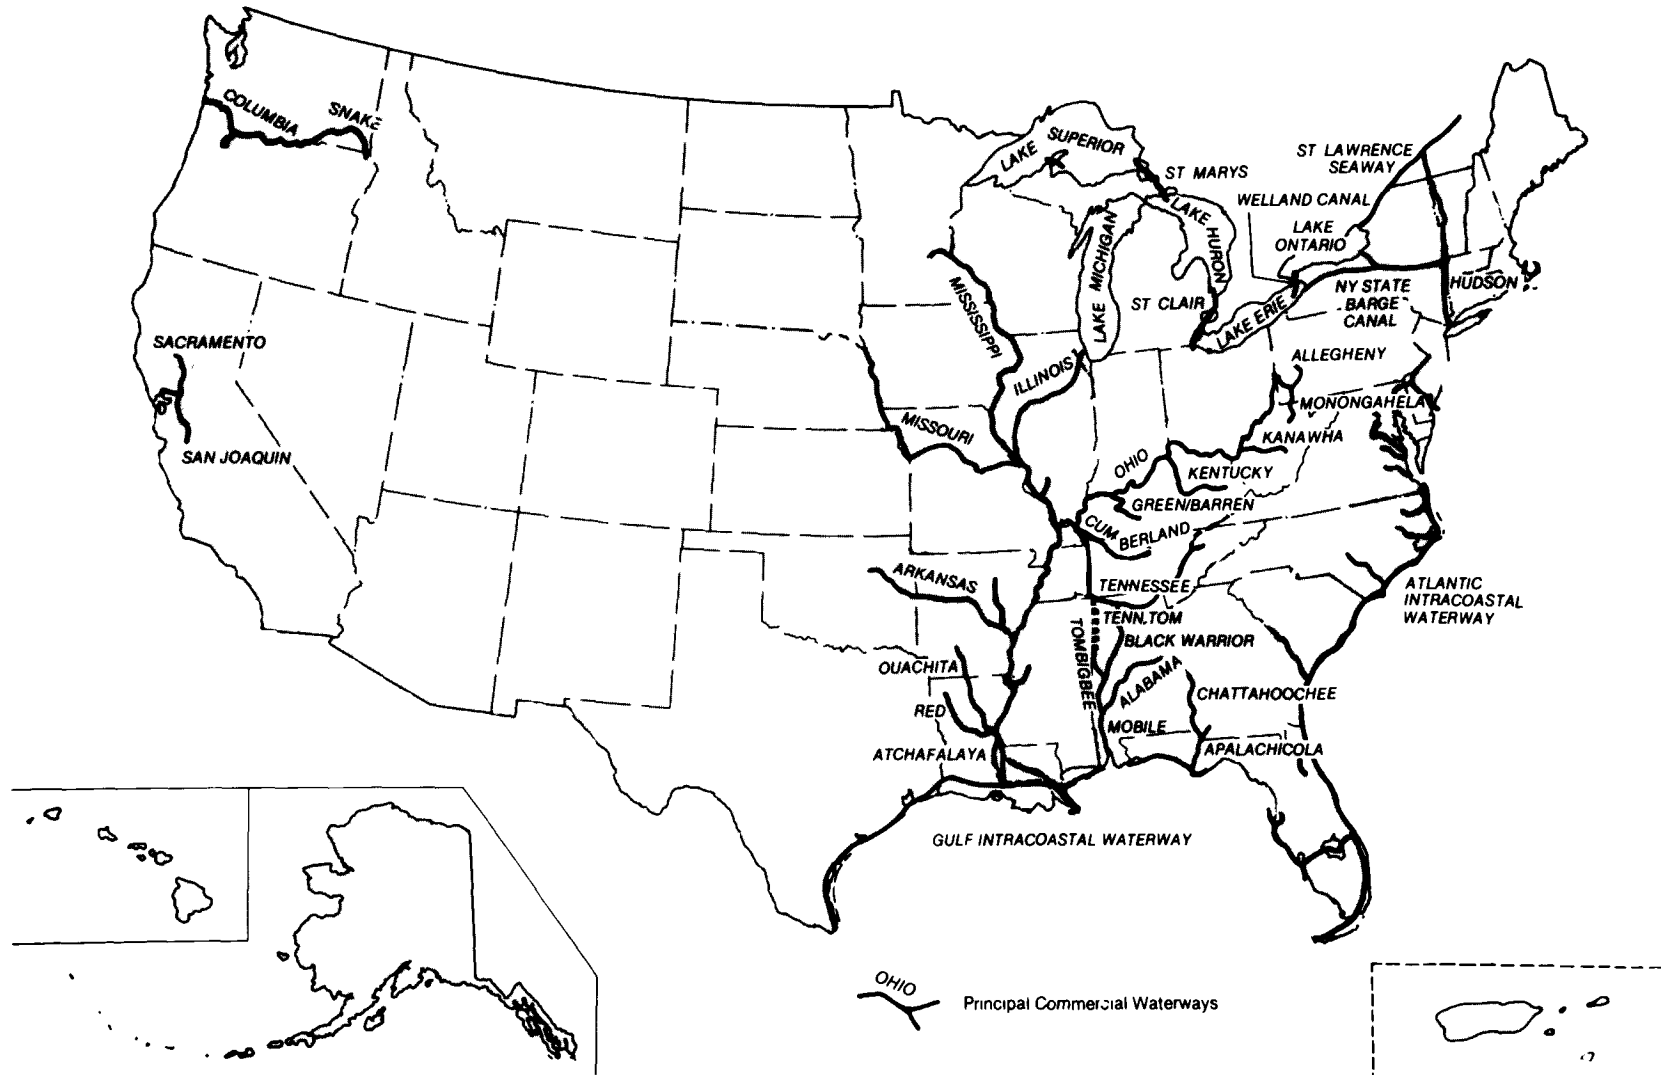 COLUMBIA
SNAKE
LAKE SUPERIOR
ST MARYS
ST LAWRENCE
SEAWAY
WELLAND CANAL
LAKE
ONTARIO
LAKE HURON
LAKE MICHIGAN
ST CLAIR
LAKE ERIE
NY STATE
BARGE
CANAL
HUDSON
MISSISSIPPI
ILLINOIS
ALLEGHENY
MONONGAHELA
KANAWHA
SACRAMENTO
SAN JOAQUIN
MISSOURI
OHIO
KENTUCKY
GREEN/BARREN
CUM
BERLAND
ARKANSAS
TENNESSEE
TENN.TOM
TOMBIGBEE
BLACK WARRIOR
ATLANTIC
INTRACOASTAL
WATERWAY
OUACHITA
ALABAMA
CHATTAHOOCHEE
RED
MOBILE
ATCHAFALAYA
APALACHICOLA
GULF INTRACOASTAL WATERWAY
OHIO
Principal Commercial Waterways